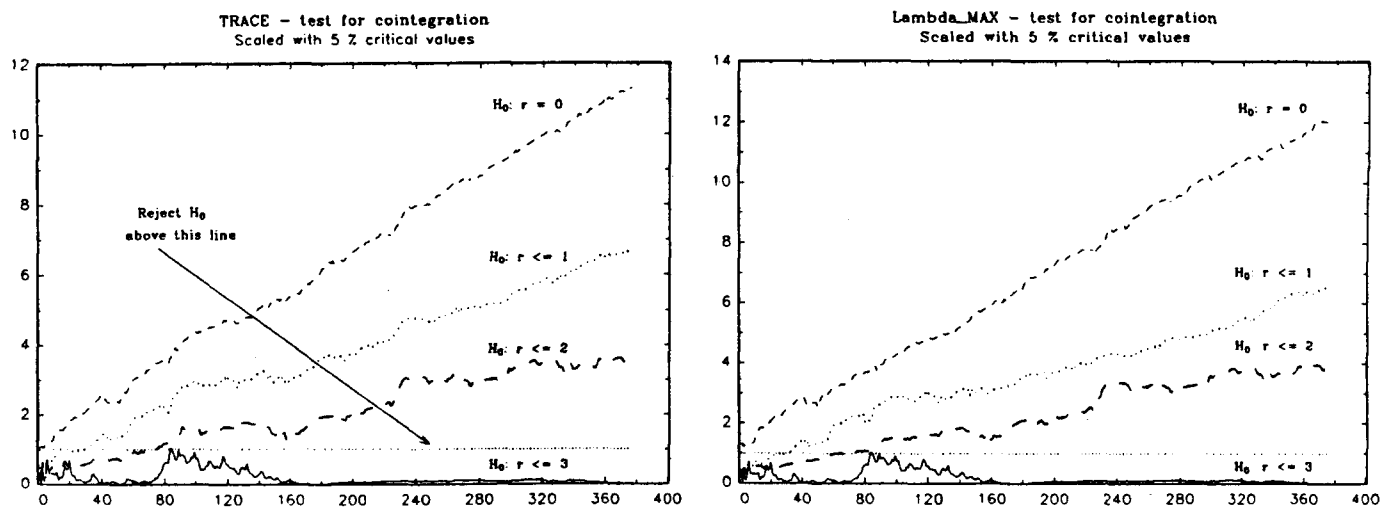 TRACE - test for cointegration
Scaled with 5 % critical values
12
10
8
6
4
2
0
H₀: r = 0
Reject H₀
above this line
H₀: r <= 1
H₀: r <= 2
H₀: r <= 3
0 40 80 120 160 200 240 280 320 360 400
Lambda_MAX - test for cointegration
Scaled with 5 % critical values
14
12
10
8
6
4
2
0
H₀: r = 0
H₀: r <= 1
H₀: r <= 2
H₀: r <= 3
0 40 80 120 160 200 240 280 320 360 400